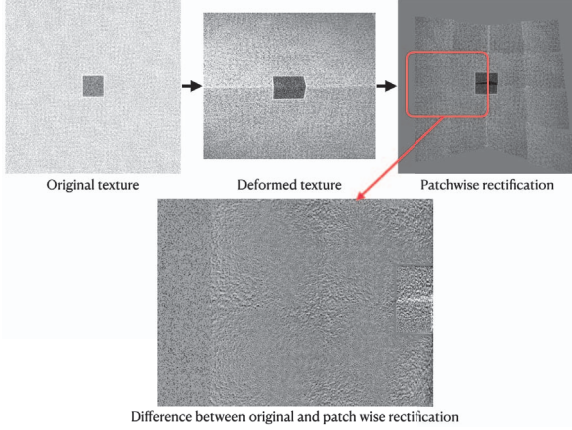 Original texture
Deformed texture
Patchwise rectification
Difference between original and patch wise rectification